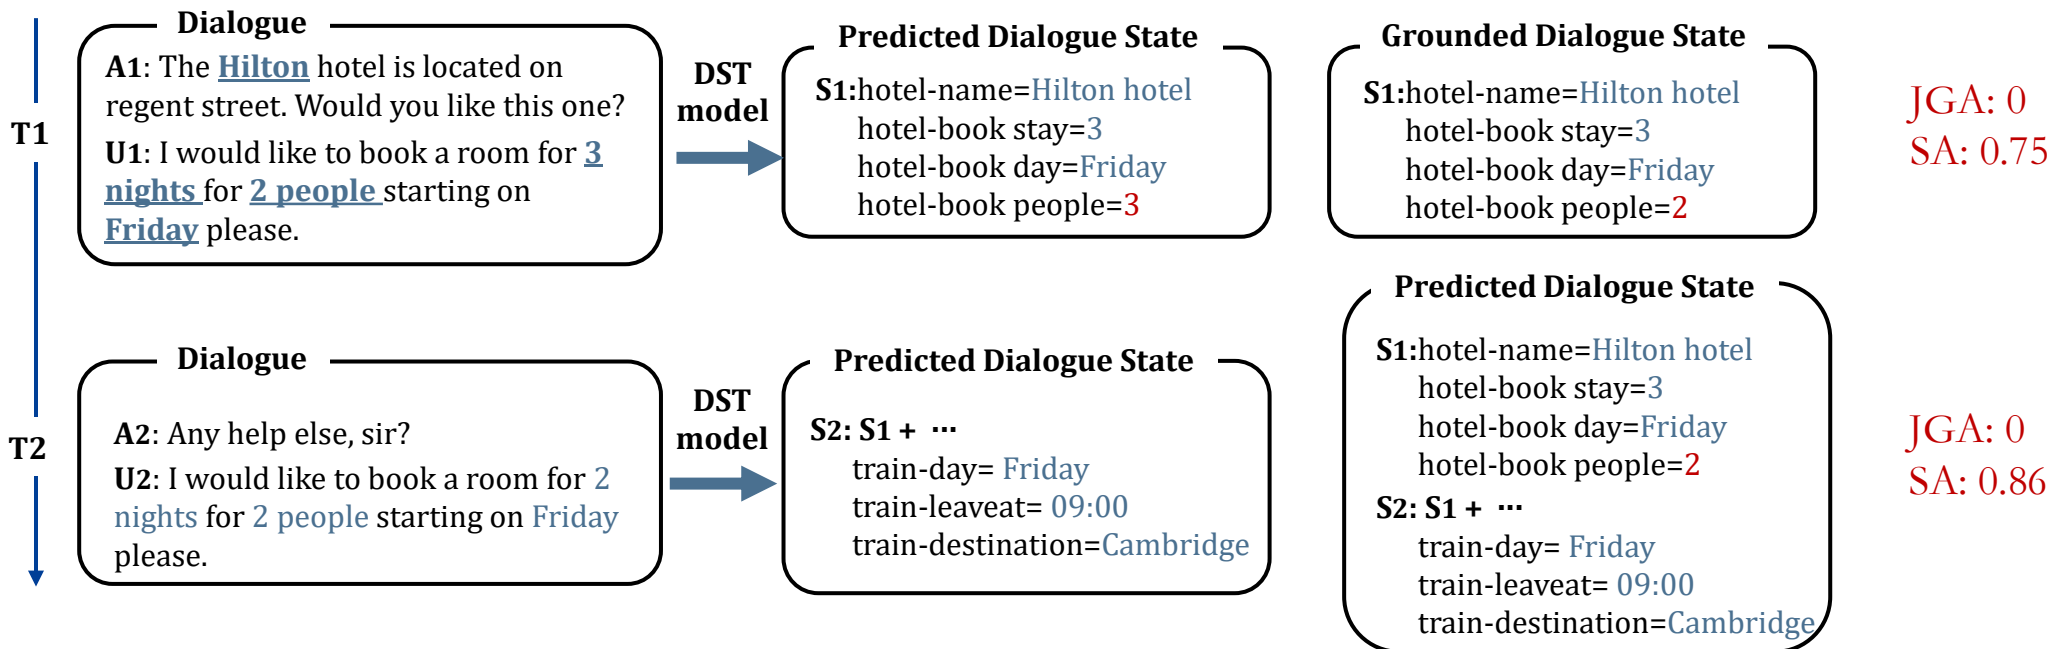 T1
Dialogue
A1: The Hilton hotel is located on
regent street. Would you like this one?
U1: I would like to book a room for 3
nights for 2 people starting on
Friday please.
DST
model
Predicted Dialogue State
S1:hotel-name=Hilton hotel
hotel-book stay=3
hotel-book day=Friday
hotel-book people=3
Grounded Dialogue State
S1:hotel-name=Hilton hotel
hotel-book stay=3
hotel-book day=Friday
hotel-book people=2
JGA: 0
SA: 0.75
T2
Dialogue
A2: Any help else, sir?
U2: I would like to book a room for 2
nights for 2 people starting on Friday
please.
DST
model
Predicted Dialogue State
S2: S1 + ···
train-day= Friday
train-leaveat= 09:00
train-destination=Cambridge
Predicted Dialogue State
S1:hotel-name=Hilton hotel
hotel-book stay=3
hotel-book day=Friday
hotel-book people=2
S2: S1 + ···
train-day= Friday
train-leaveat= 09:00
train-destination=Cambridge
JGA: 0
SA: 0.86